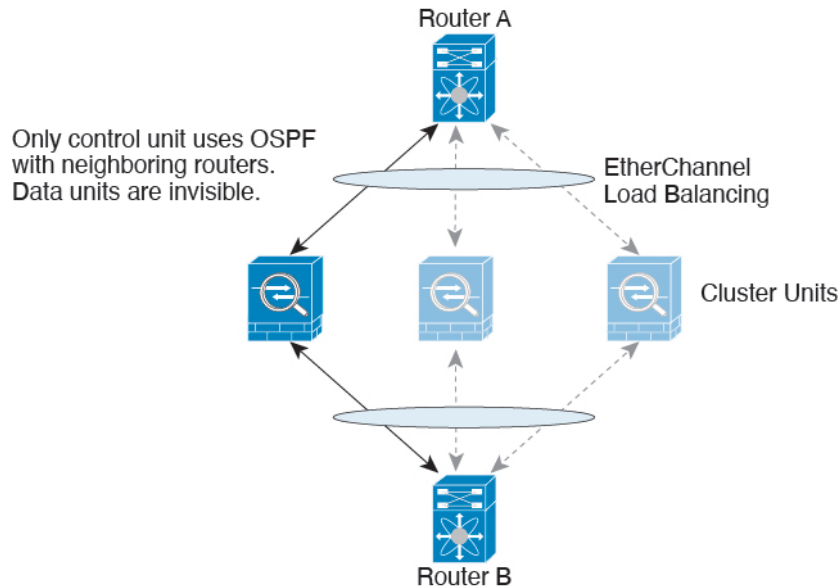 Router A
Only control unit uses OSPF
with neighboring routers.
Data units are invisible.
EtherChannel
Load Balancing
Cluster Units
Router B